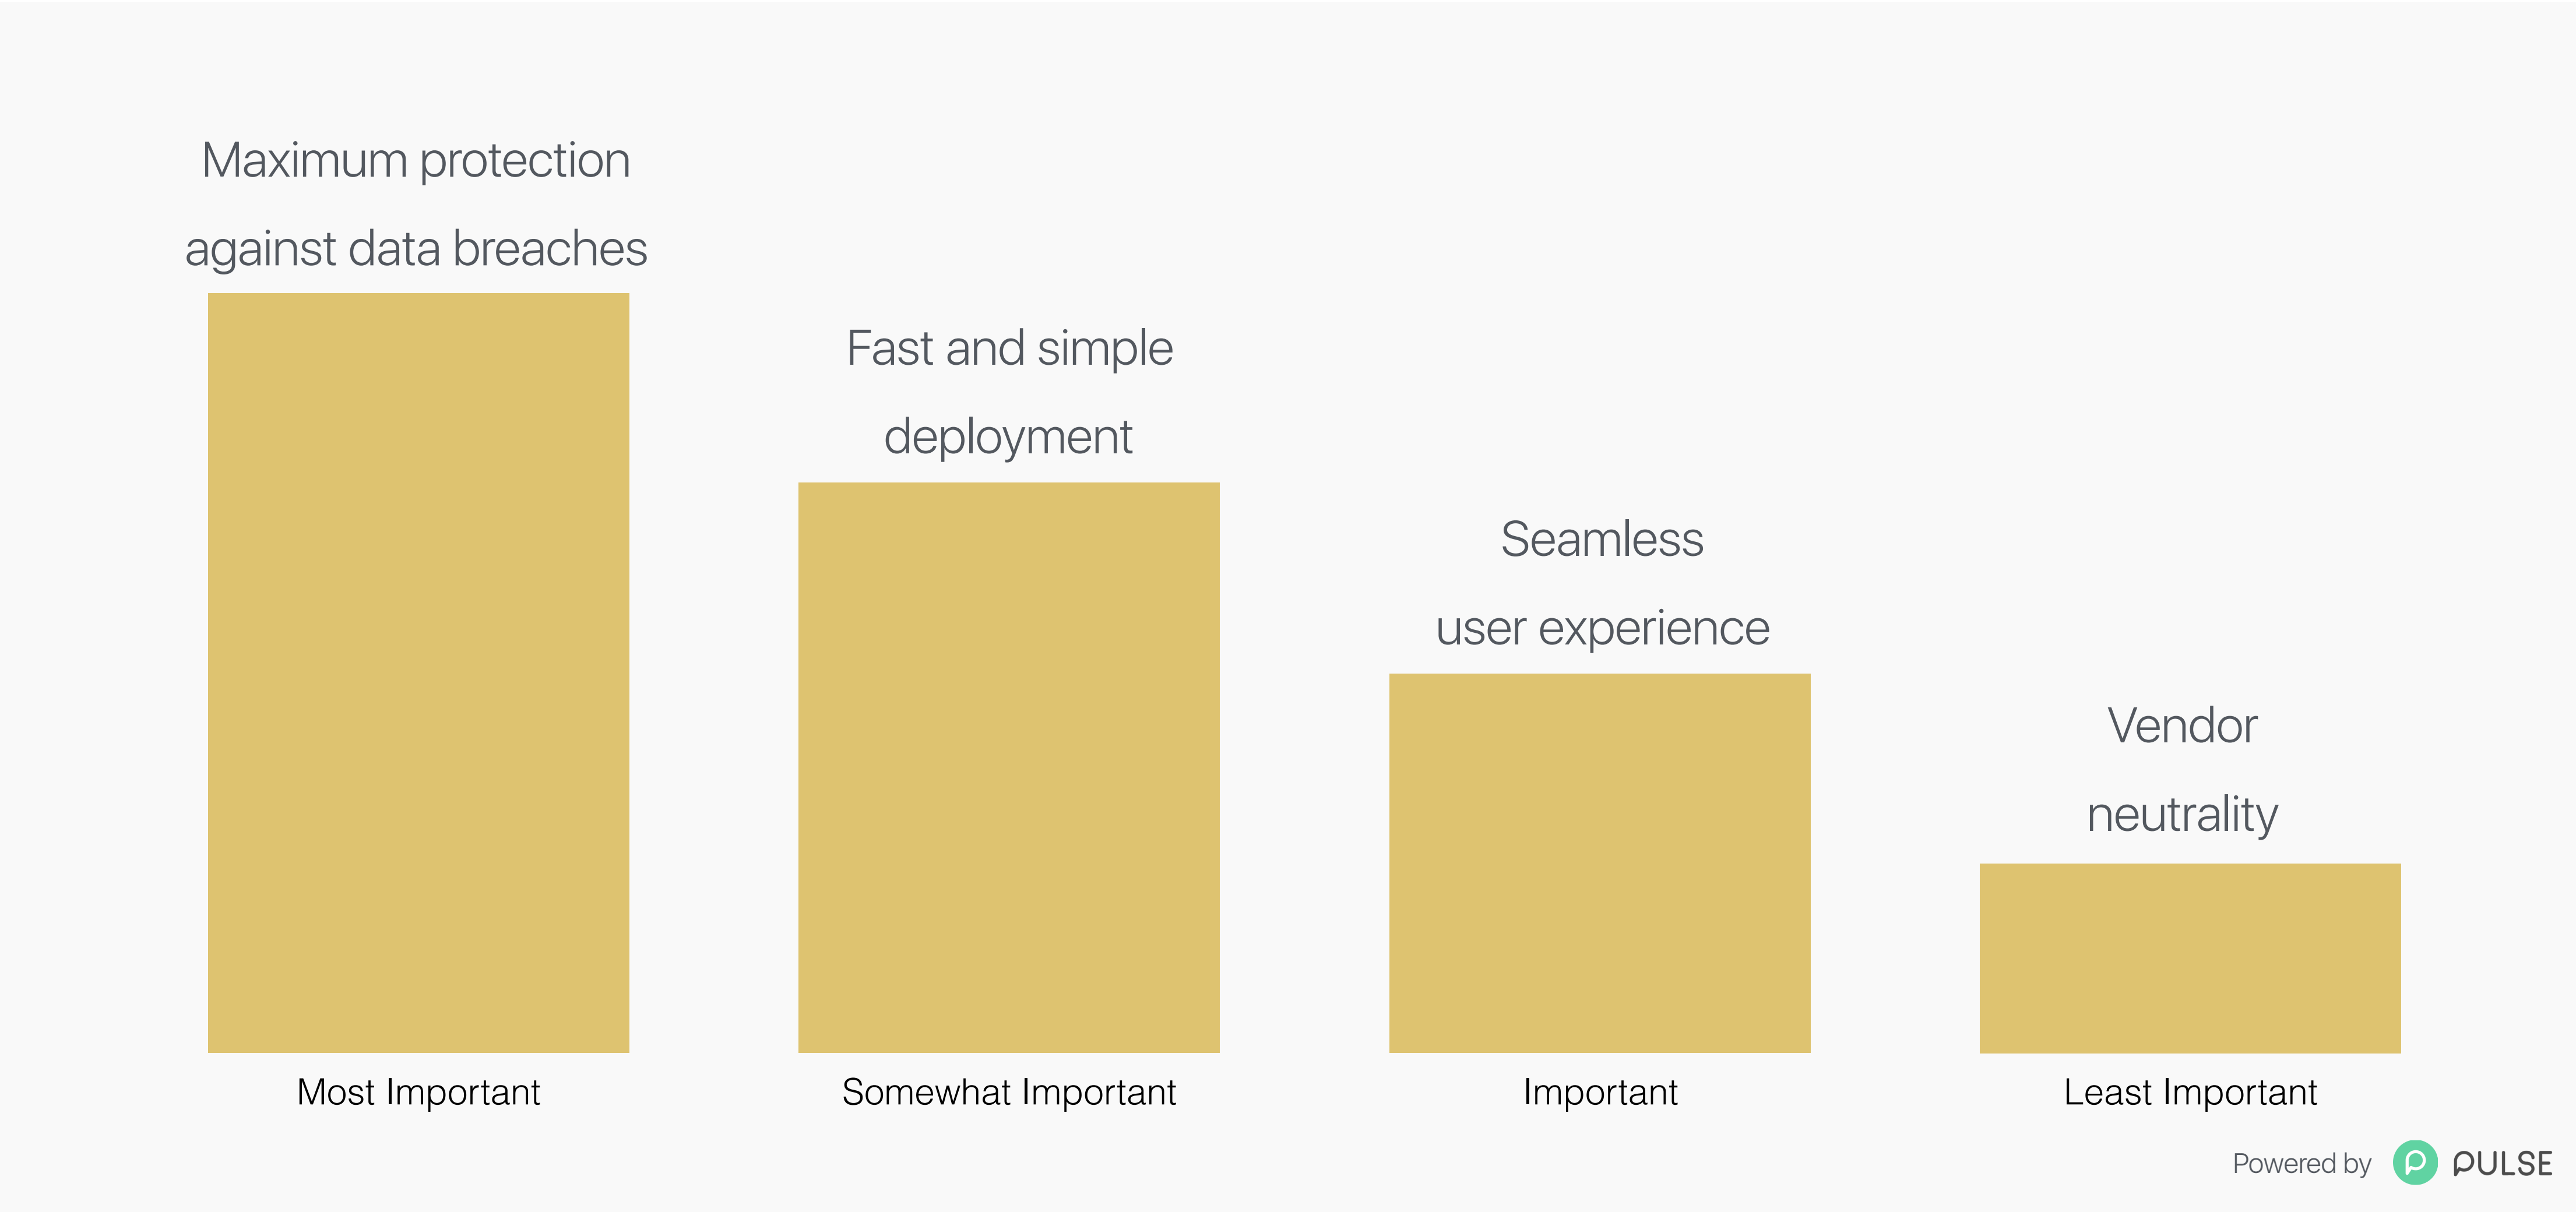 Maximum protection
against data breaches
Fast and simple
deployment
Seamless
user experience
Vendor
neutrality
Most Important
Somewhat Important
Important
Least Important
Powered by PULSE